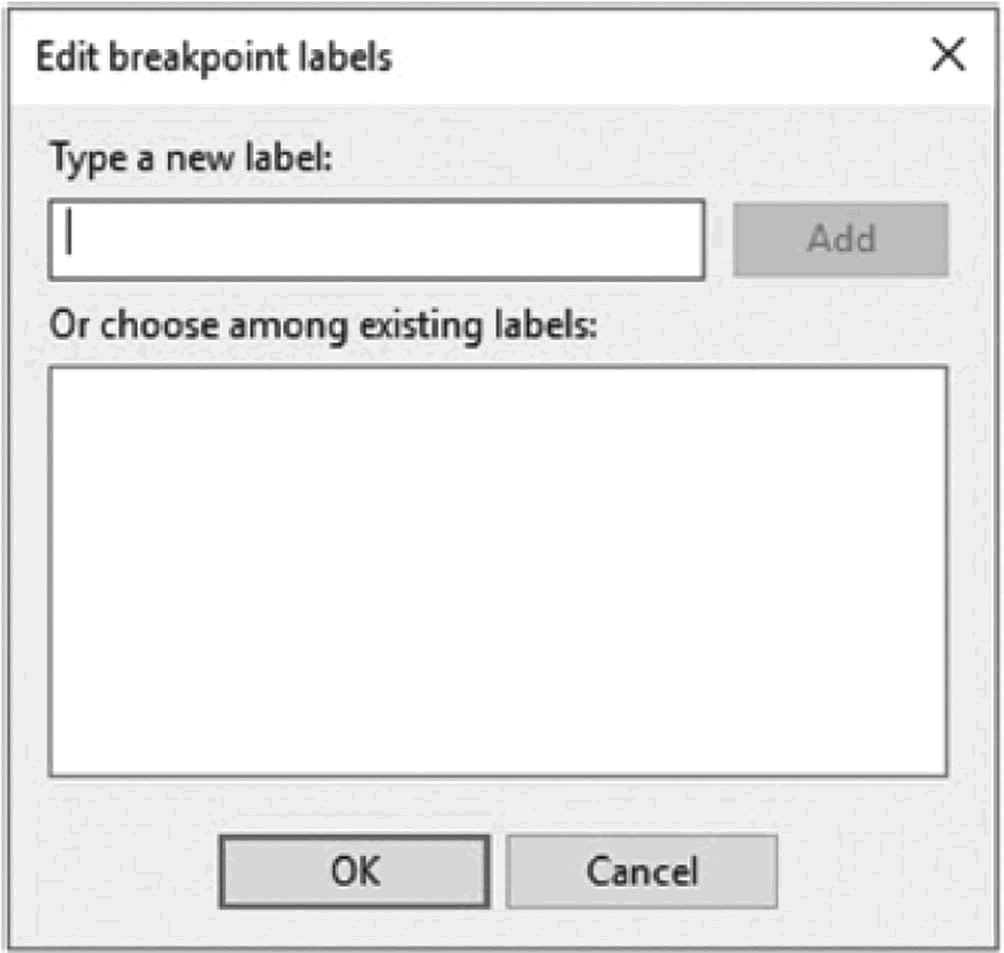 Edit breakpoint labels
Type a new label:
Add
Or choose among existing labels:
OK Cancel